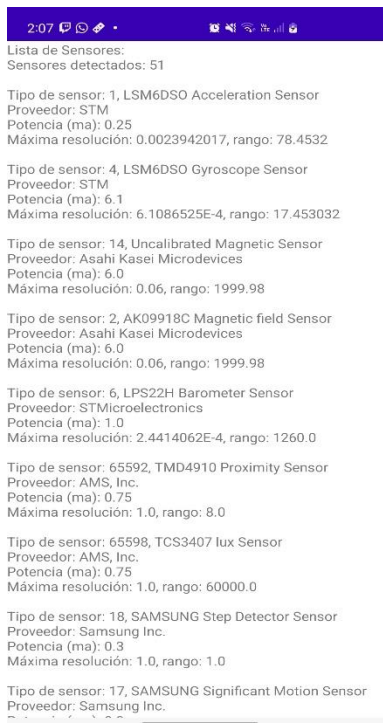 2:07
Lista de Sensores:
Sensores detectados: 51
Tipo de sensor: 1, LSM6DSO Acceleration Sensor
Proveedor: STM
Potencia (ma): 0.25
Máxima resolución: 0.0023942017, rango: 78.4532
Tipo de sensor: 4, LSM6DSO Gyroscope Sensor
Proveedor: STM
Potencia (ma): 6.1
Máxima resolución: 6.1086525E-4, rango: 17.453032
Tipo de sensor: 14, Uncalibrated Magnetic Sensor
Proveedor: Asahi Kasei Microdevices
Potencia (ma): 6.0
Máxima resolución: 0.06, rango: 1999.98
Tipo de sensor: 2, AK09918C Magnetic field Sensor
Proveedor: Asahi Kasei Microdevices
Potencia (ma): 6.0
Máxima resolución: 0.06, rango: 1999.98
Tipo de sensor: 6, LPS22H Barometer Sensor
Proveedor: STMicroelectronics
Potencia (ma): 1.0
Máxima resolución: 2.4414062E-4, rango: 1260.0
Tipo de sensor: 65592, TMD4910 Proximity Sensor
Proveedor: AMS, Inc.
Potencia (ma): 0.75
Máxima resolución: 1.0, rango: 8.0
Tipo de sensor: 65598, TCS3407 lux Sensor
Proveedor: AMS, Inc.
Potencia (ma): 0.75
Máxima resolución: 1.0, rango: 60000.0
Tipo de sensor: 18, SAMSUNG Step Detector Sensor
Proveedor: Samsung Inc.
Potencia (ma): 0.3
Máxima resolución: 1.0, rango: 1.0
Tipo de sensor: 17, SAMSUNG Significant Motion Sensor
Proveedor: Samsung Inc.